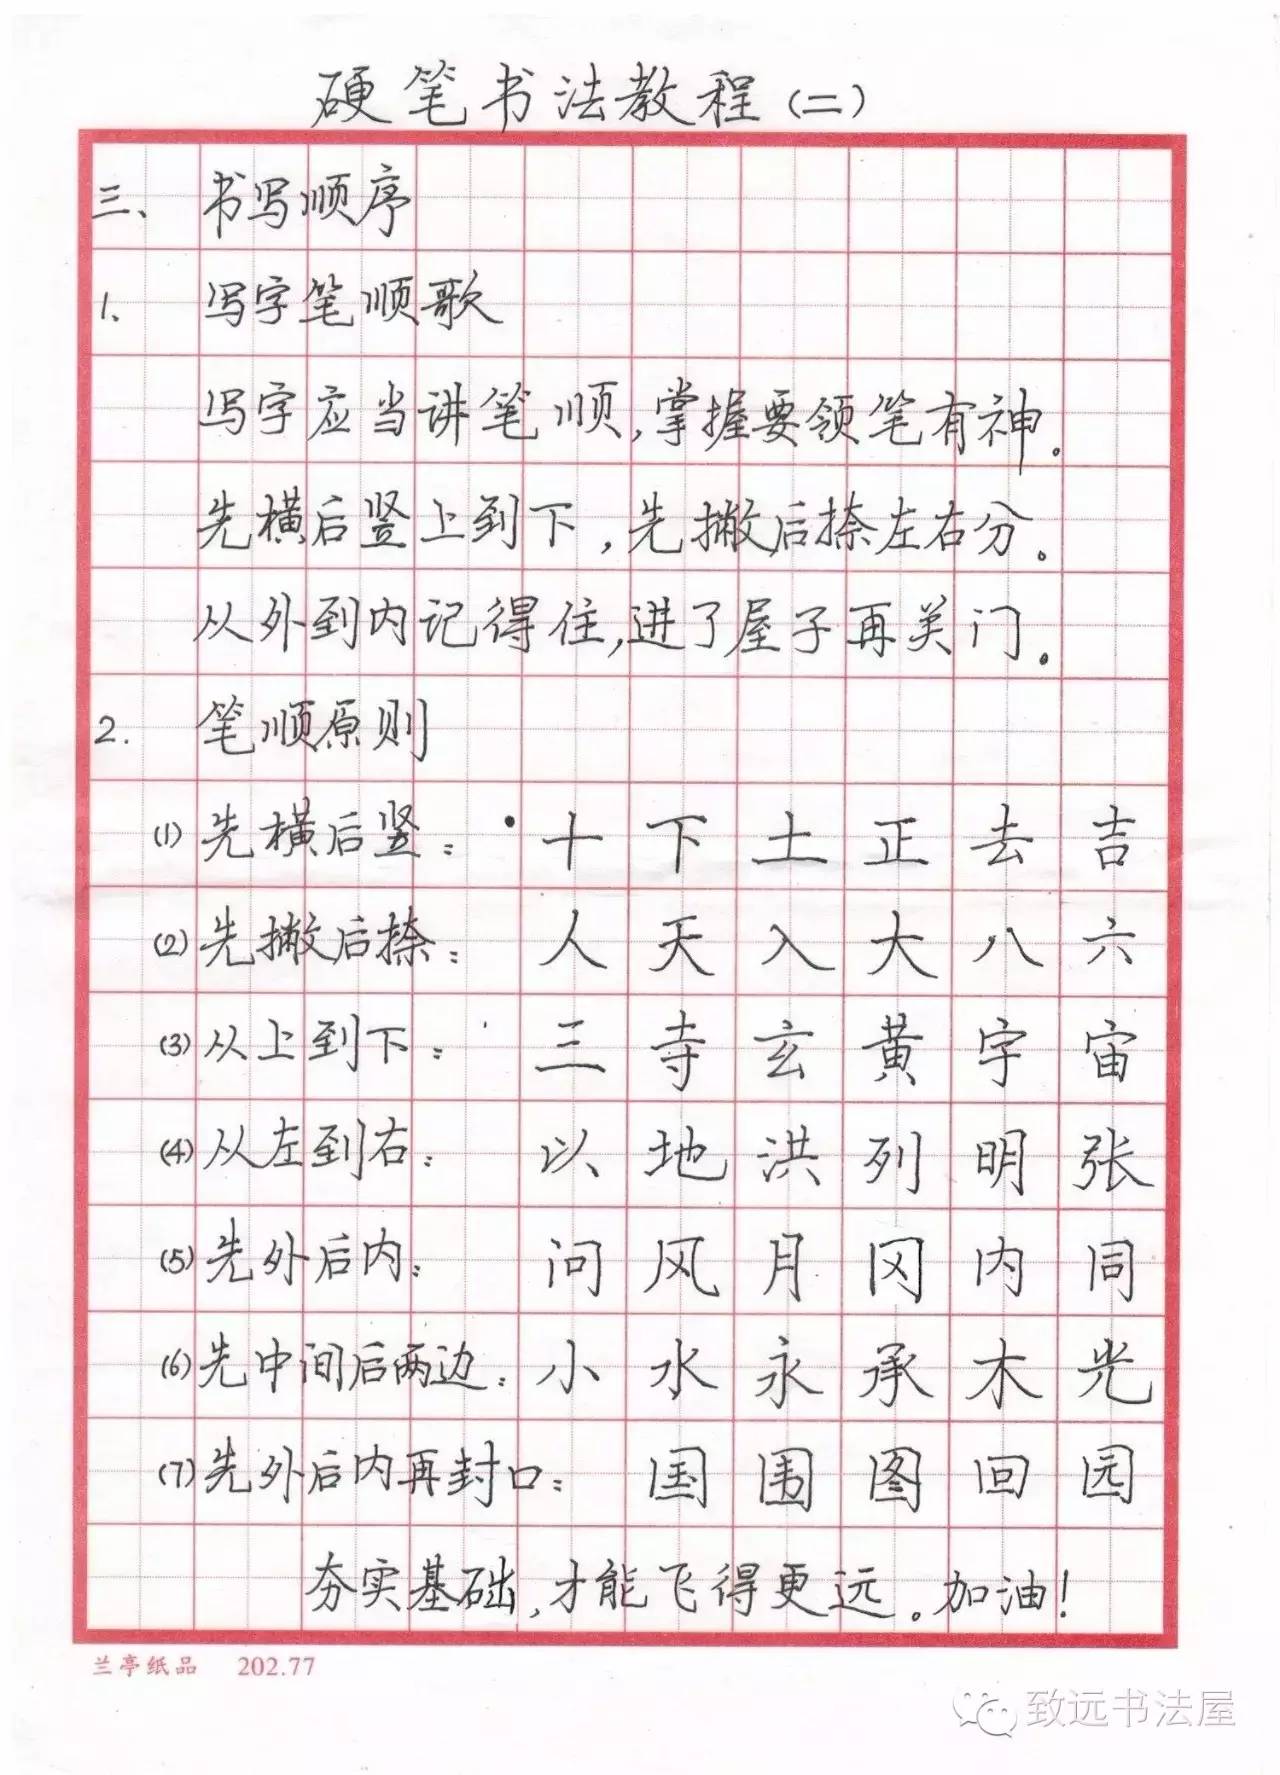 硬笔书法教程(二)
三、书写顺序
1、写字笔顺歌
写字应当讲笔顺,掌握要领笔有神。
先横后竖上到下,先撇后捺左右分。
从外到内记得住,进了屋子再关门。
2.笔顺原则
(1)先横后竖:十下土正去吉
(2)先撇后捺:人天入大八六
(3)从上到下:三寺玄黄字宙
(4)从左到右:以地洪列明张
(5)先外后内:问风月冈内同
(6)先中间后两边:小水永承木光
(7)先外后内再封口:国围图回园
夯实基础,才能飞得更远。加油!
兰亭纸品 202.77
致远书法屋